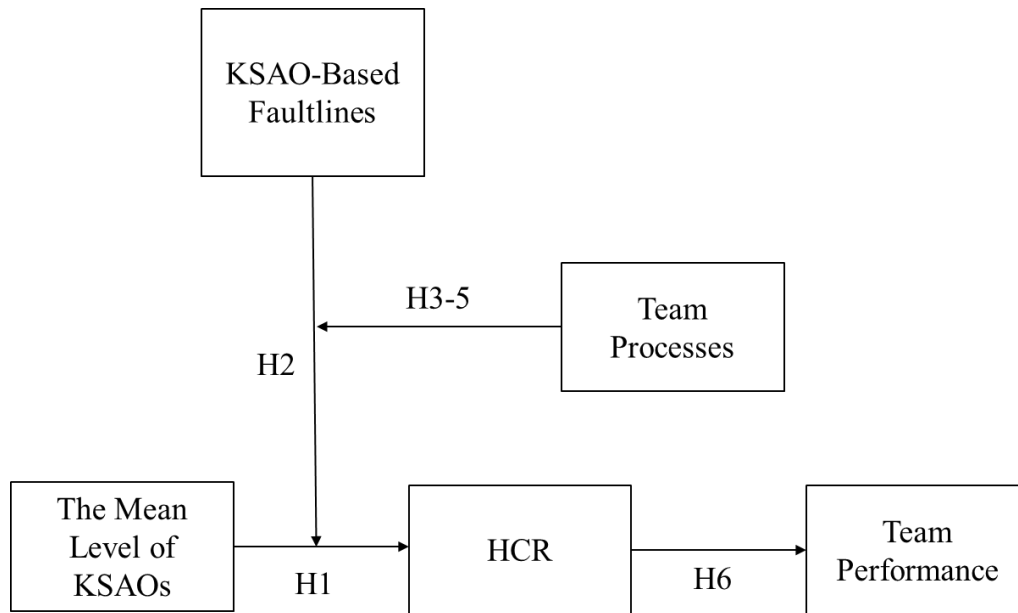 KSAO-Based
Faultlines
H3-5
Team
Processes
H2
The Mean
Level of
KSAOs
H1
HCR
H6
Team
Performance